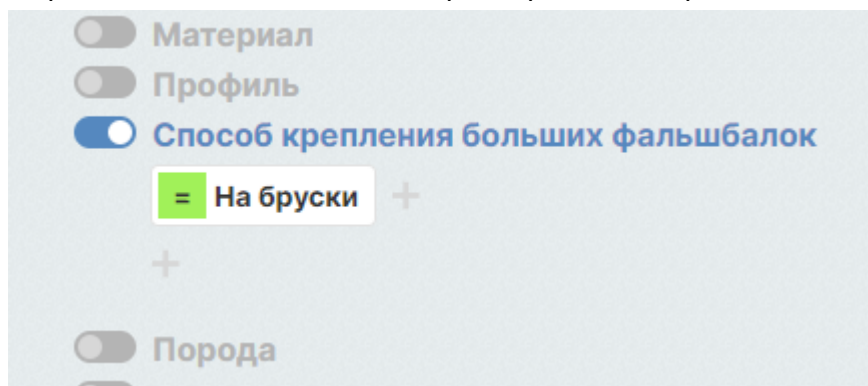 Материал
Профиль
Способ крепления больших фальшбалок
= На бруски +
+
Порода